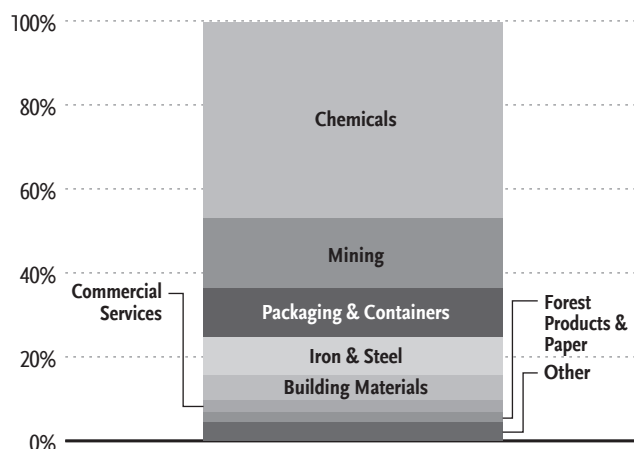 100%
80%
60%
40%
20%
0%
Chemicals
Mining
Packaging & Containers
Iron & Steel
Building Materials
Commercial
Services
Forest
Products &
Paper
Other